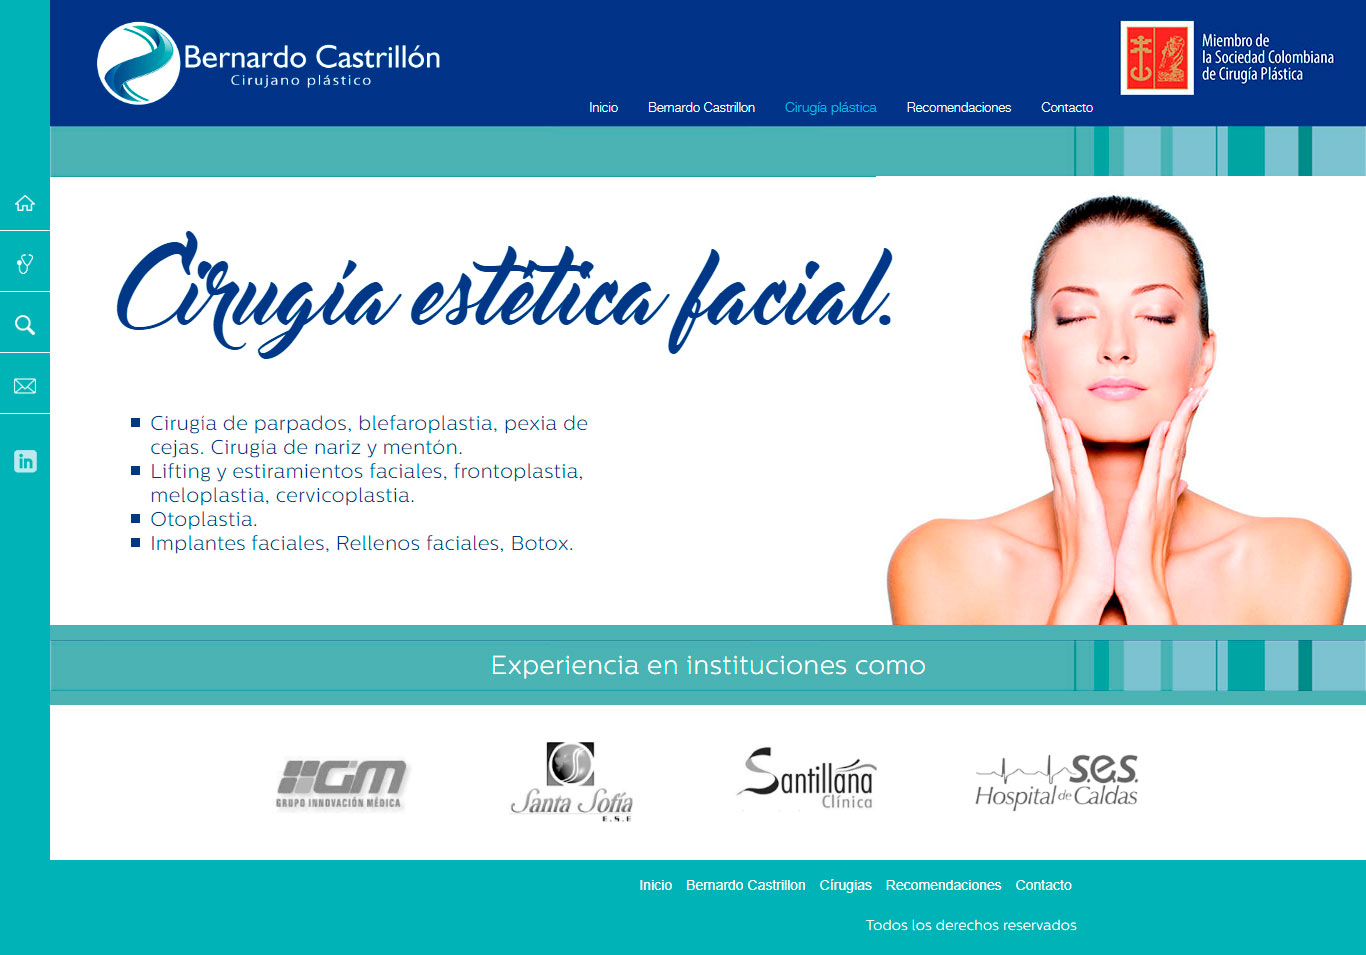 Bernardo Castrillón
Cirujano plástico
Miembro de
la Sociedad Colombiana
de Cirugía Plástica
Inicio Bernardo Castrillon Cirugía plástica Recomendaciones Contacto
Cirugía estética facial.
Cirugía de parpados, blefaroplastia, pexia de
cejas. Cirugía de nariz y mentón.
Lifting y estiramientos faciales, frontoplastia,
meloplastia, cervicoplastia.
Otoplastia.
Implantes faciales, Rellenos faciales, Botox.
in
Experiencia en instituciones como
GM
GRUPO INNOVACIÓN MÉDICA
Santa Sofía
E.S.E
Santillana
Clínica
s.e.s.
Hospital de Caldas
Inicio Bernardo Castrillon Círugias Recomendaciones Contacto
Todos los derechos reservados